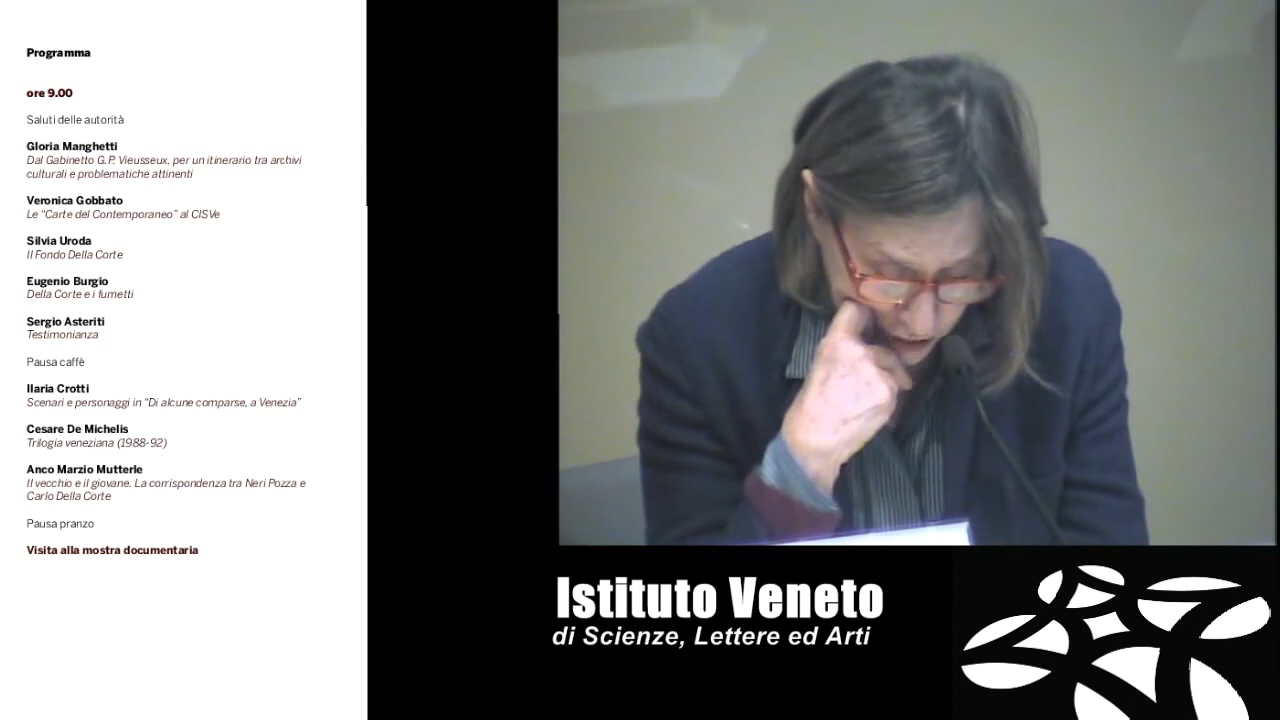 Programma
ore 9.00
Saluti delle autorità
Gloria Manghetti
Dal Gabinetto G.P. Vieusseux, per un itinerario tra archivi
culturali e problematiche attinenti
Veronica Gobbato
Le “Carte del Contemporaneo” al CISVe
Silvia Uroda
Il Fondo Della Corte
Eugenio Burgio
Della Corte e i fumetti
Sergio Asteriti
Testimonianza
Pausa caffè
Ilaria Crotti
Scenari e personaggi in “Di alcune comparse, a Venezia”
Cesare De Michelis
Trilogia veneziana (1988-92)
Anco Marzio Mutterle
Il vecchio e il giovane. La corrispondenza tra Neri Pozza e
Carlo Della Corte
Pausa pranzo
Visita alla mostra documentaria
Istituto Veneto
di Scienze, Lettere ed Arti